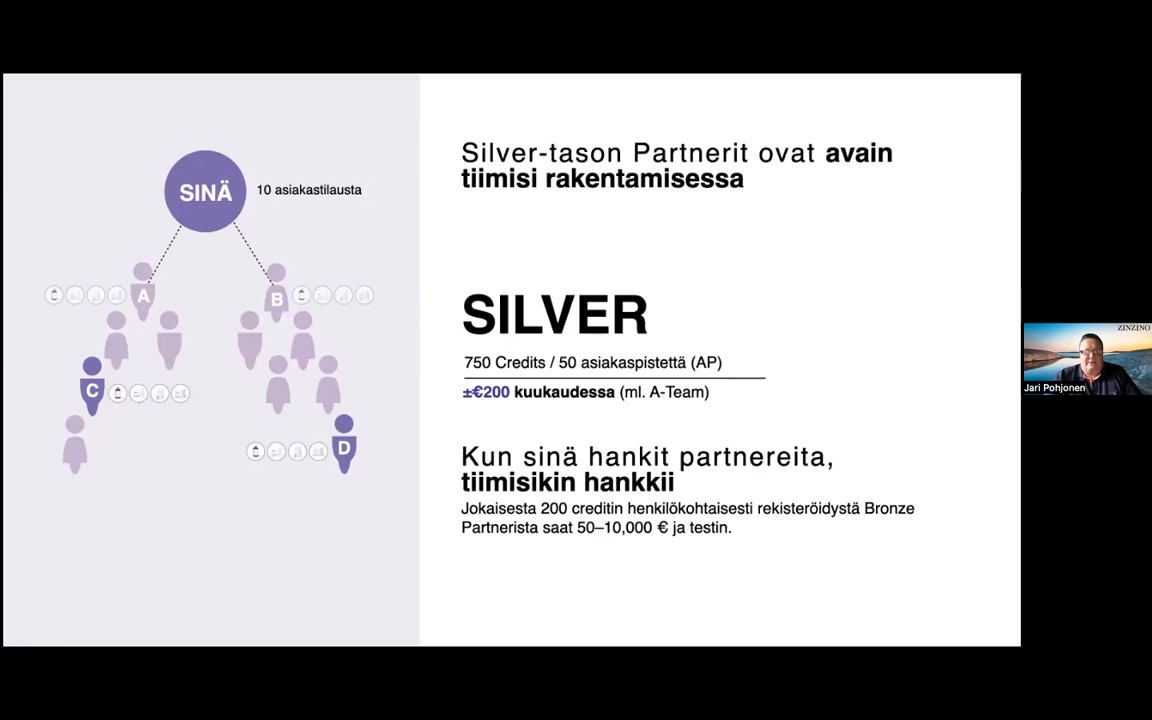 SINÄ
10 asiakastilausta
A
B
C
D
Silver-tason Partnerit ovat avain
tiimisi rakentamisessa
SILVER
750 Credits / 50 asiakaspistettä (AP)
±€200 kuukaudessa (ml. A-Team)
Kun sinä hankit partnereita,
tiimisikin hankkii
Jokaisesta 200 creditin henkilökohtaisesti rekisteröidystä Bronze
Partnerista saat 50–10,000 € ja testin.
ZINZINO
Jari Pohjonen